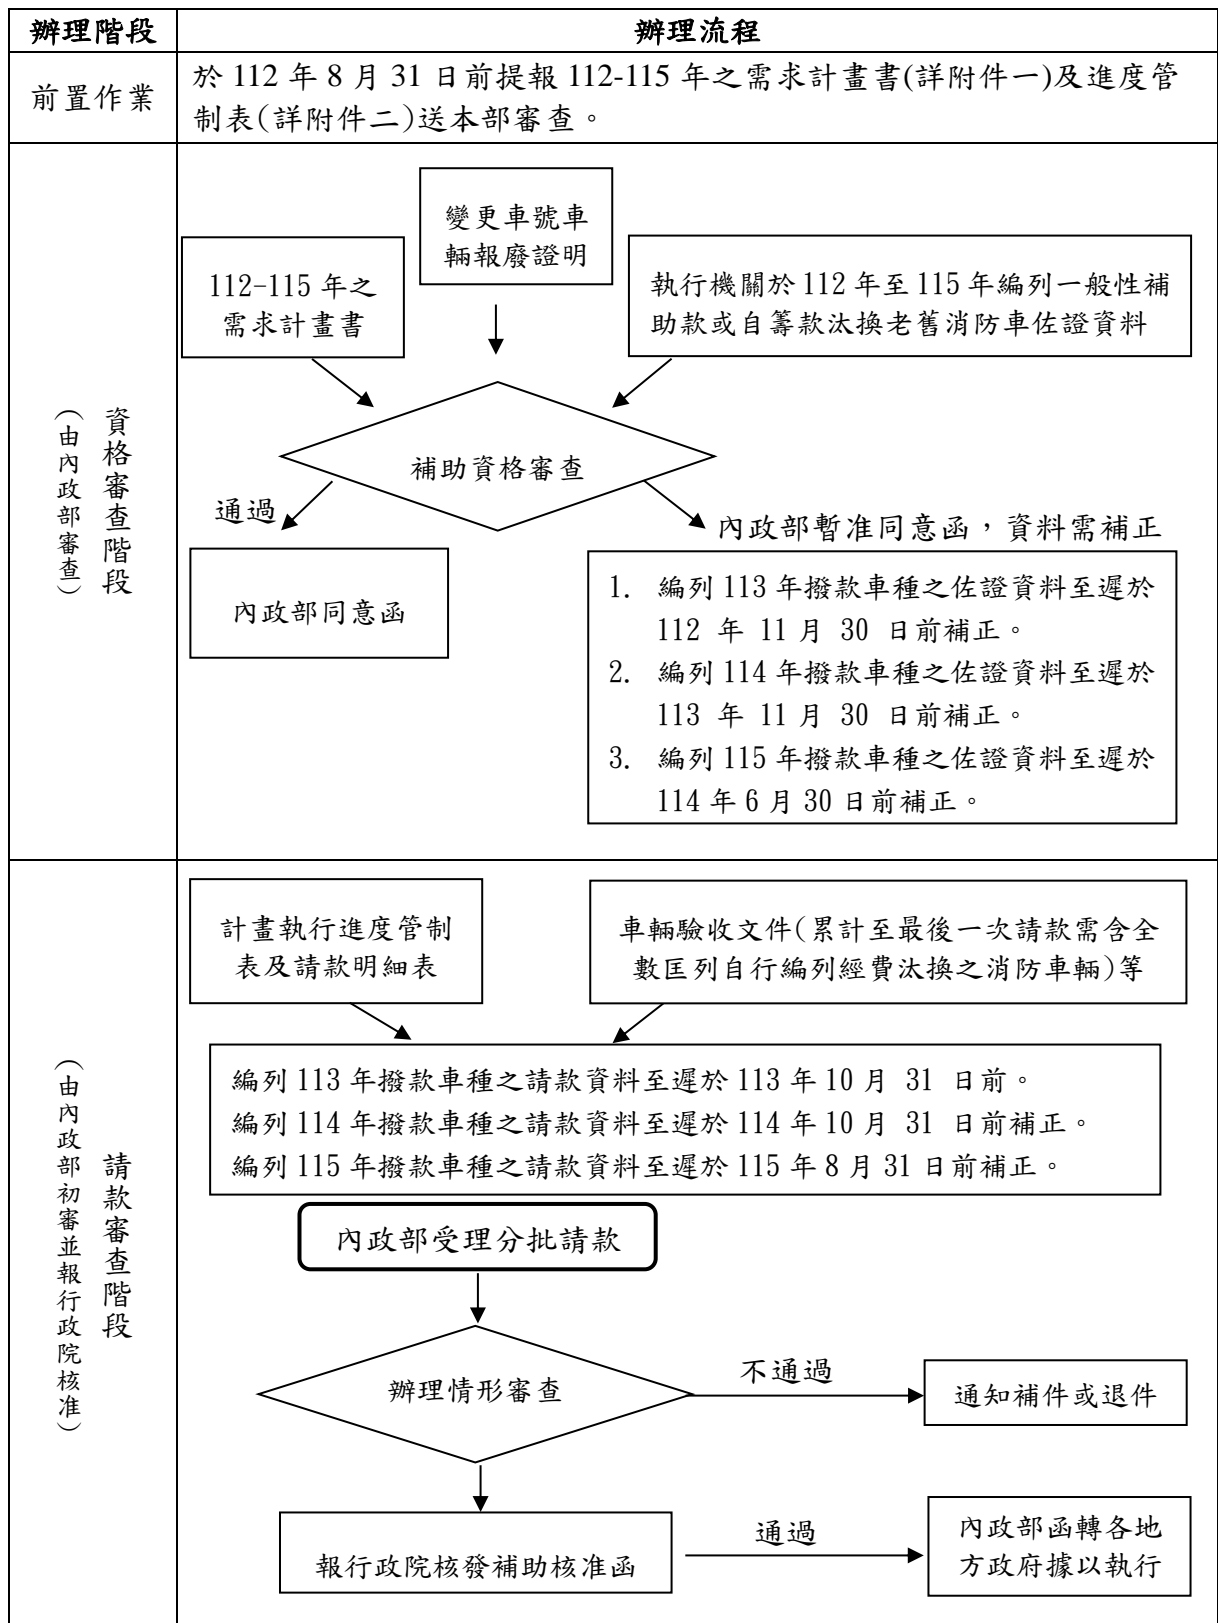 辦理階段
辦理流程
前置作業
於 112 年 8 月 31 日前提報 112-115 年之需求計畫書(詳附件一)及進度管
制表(詳附件二)送本部審查。
資格審查階段
(由內政部審查)
變更車號車
輛報廢證明
112-115 年之
需求計畫書
執行機關於 112 年至 115 年編列一般性補
助款或自籌款汰換老舊消防車佐證資料
補助資格審查
通過
內政部暫准同意函，資料需補正
內政部同意函
1. 編列 113 年撥款車種之佐證資料至遲於
112 年 11 月 30 日前補正。
2. 編列 114 年撥款車種之佐證資料至遲於
113 年 11 月 30 日前補正。
3. 編列 115 年撥款車種之佐證資料至遲於
114 年 6 月 30 日前補正。
請款審查階段
(由內政部初審並報行政院核准)
計畫執行進度管制
表及請款明細表
車輛驗收文件(累計至最後一次請款需含全
數匡列自行編列經費汰換之消防車輛)等
編列 113 年撥款車種之請款資料至遲於 113 年 10 月 31 日前。
編列 114 年撥款車種之請款資料至遲於 114 年 10 月 31 日前補正。
編列 115 年撥款車種之請款資料至遲於 115 年 8 月 31 日前補正。
內政部受理分批請款
辦理情形審查
不通過
通知補件或退件
報行政院核發補助核准函
通過
內政部函轉各地
方政府據以執行